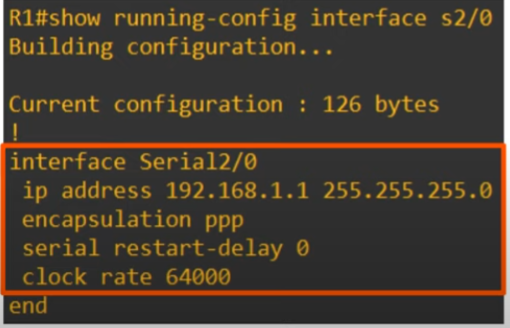 R1#show running-config interface s2/0
Building configuration...
Current configuration : 126 bytes
!
interface Serial2/0
ip address 192.168.1.1 255.255.255.0
encapsulation ppp
serial restart-delay 0
clock rate 64000
end